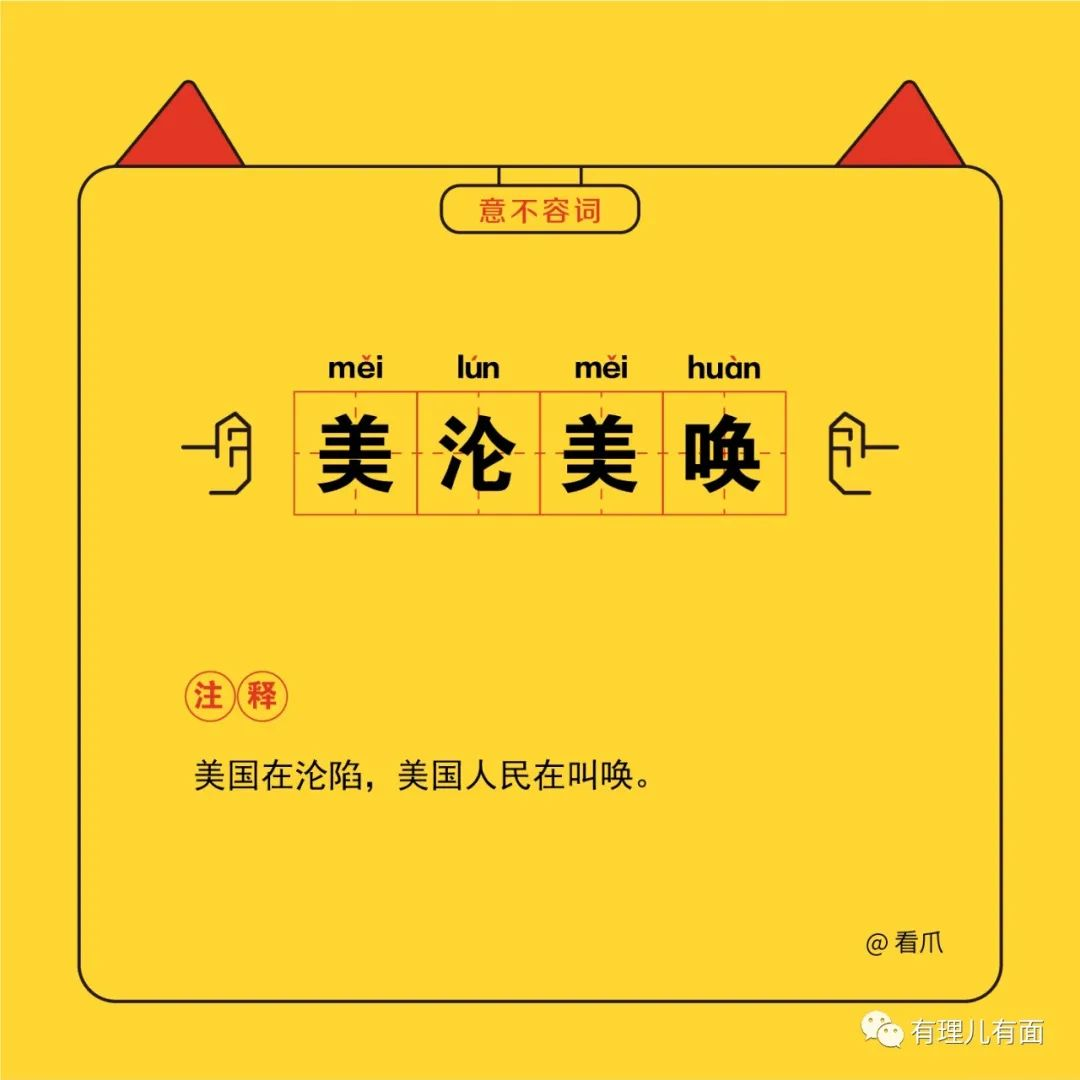 意不容词
měi lún měi huàn
美沦美唤
注释
美国在沦陷，美国人民在叫唤。
@ 看爪
有理儿有面